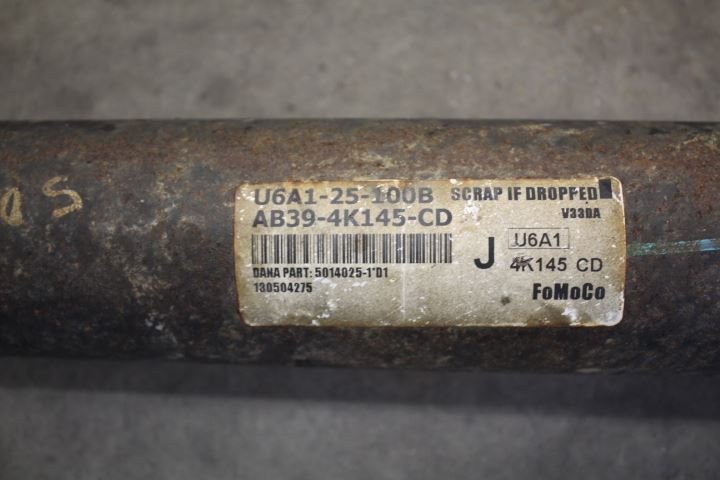 U6A1-25-100B SCRAP IF DROPPED
AB39-4K145-CD V33DA
J U6A1
4K145 CD
DANA PART: 5014025-1*D1
130504275 FoMoCo